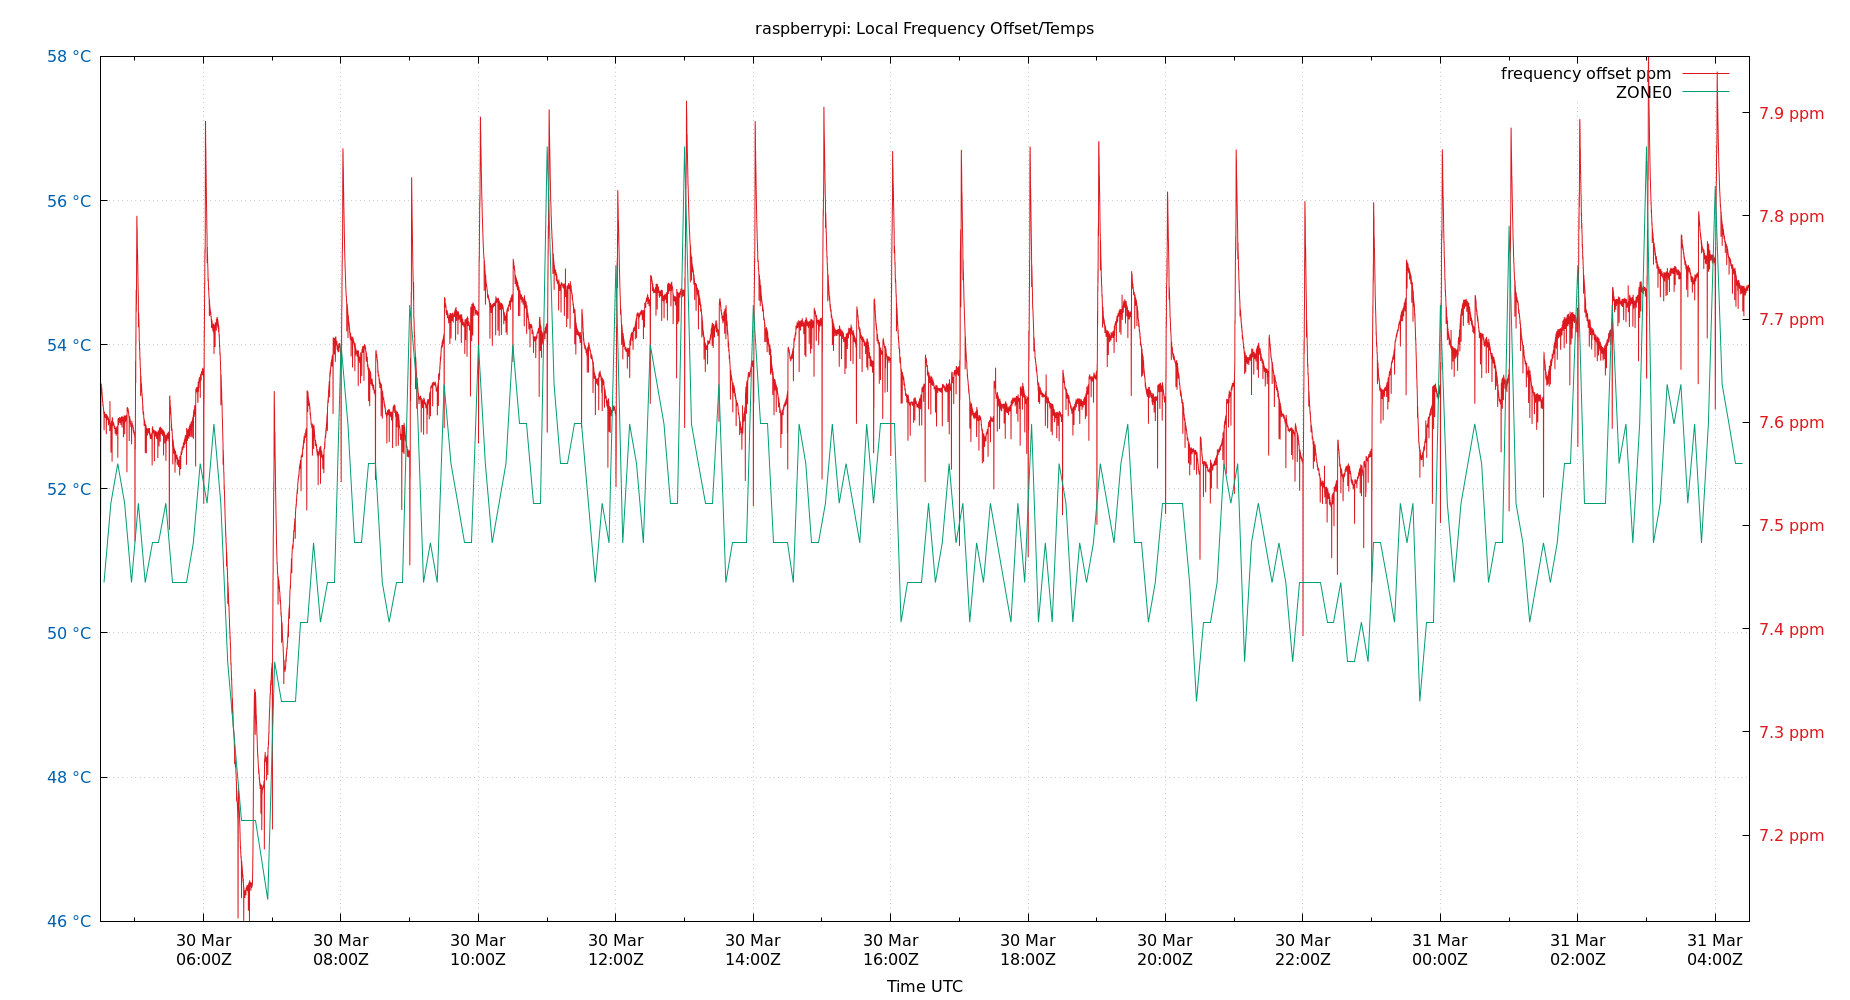 raspberrypi: Local Frequency Offset/Temps
58 °C
56 °C
54 °C
52 °C
50 °C
48 °C
46 °C
frequency offset ppm
ZONE0
7.9 ppm
7.8 ppm
7.7 ppm
7.6 ppm
7.5 ppm
7.4 ppm
7.3 ppm
7.2 ppm
30 Mar 30 Mar 30 Mar 30 Mar 30 Mar 30 Mar 30 Mar 30 Mar 30 Mar 31 Mar 31 Mar 31 Mar
06:00Z 08:00Z 10:00Z 12:00Z 14:00Z 16:00Z 18:00Z 20:00Z 22:00Z 00:00Z 02:00Z 04:00Z
Time UTC